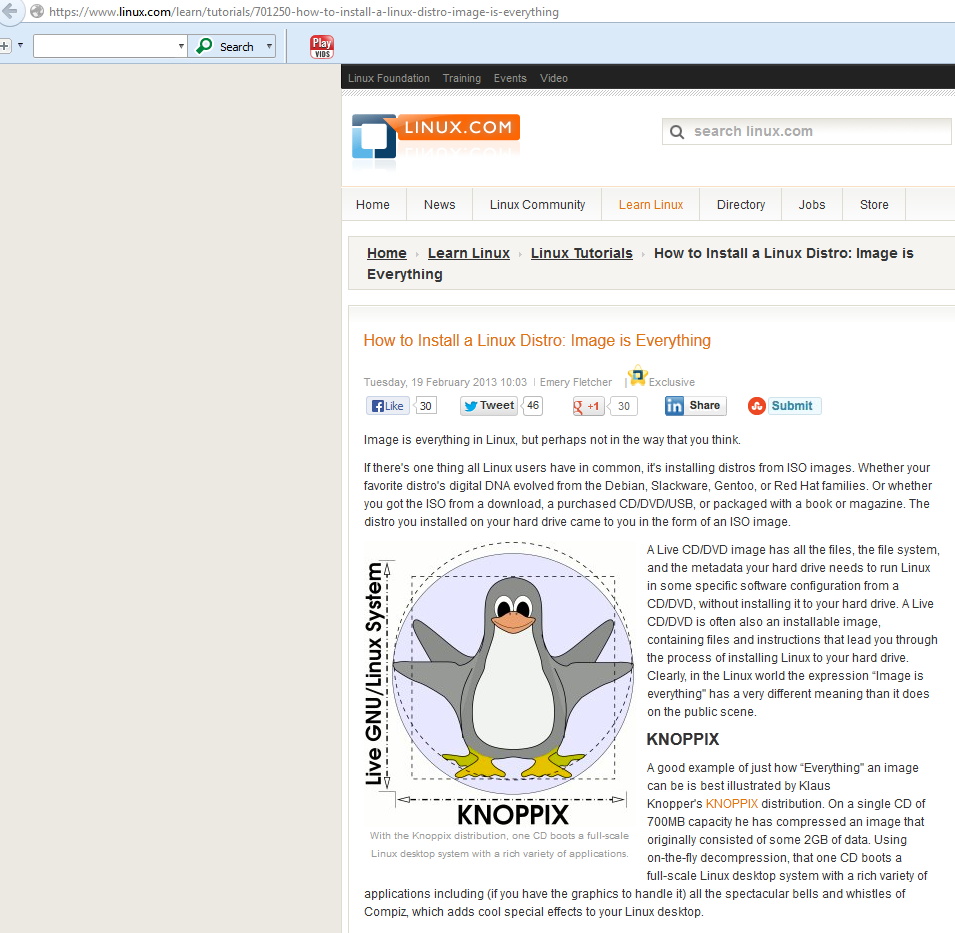 https://www.linux.com/learn/tutorials/701250-how-to-install-a-linux-distro-image-is-everything
Search
Play
VIDS
Linux Foundation Training Events Video
LINUX.COM
search linux.com
Home News Linux Community Learn Linux Directory Jobs Store
Home › Learn Linux › Linux Tutorials › How to Install a Linux Distro: Image is
Everything
How to Install a Linux Distro: Image is Everything
Tuesday, 19 February 2013 10:03 | Emery Fletcher | Exclusive
Like 30 Tweet 46 g +1 30 in Share Submit
Image is everything in Linux, but perhaps not in the way that you think.
If there's one thing all Linux users have in common, it's installing distros from ISO images. Whether your
favorite distro's digital DNA evolved from the Debian, Slackware, Gentoo, or Red Hat families. Or whether
you got the ISO from a download, a purchased CD/DVD/USB, or packaged with a book or magazine. The
distro you installed on your hard drive came to you in the form of an ISO image.
Live GNU/Linux System
KNOPPIX
With the Knoppix distribution, one CD boots a full-scale
Linux desktop system with a rich variety of applications.
A Live CD/DVD image has all the files, the file system,
and the metadata your hard drive needs to run Linux
in some specific software configuration from a
CD/DVD, without installing it to your hard drive. A Live
CD/DVD is often also an installable image,
containing files and instructions that lead you through
the process of installing Linux to your hard drive.
Clearly, in the Linux world the expression “Image is
everything” has a very different meaning than it does
on the public scene.
KNOPPIX
A good example of just how “Everything” an image
can be is best illustrated by Klaus
Knopper's KNOPPIX distribution. On a single CD of
700MB capacity he has compressed an image that
originally consisted of some 2GB of data. Using
on-the-fly decompression, that one CD boots a
full-scale Linux desktop system with a rich variety of
applications including (if you have the graphics to handle it) all the spectacular bells and whistles of
Compiz, which adds cool special effects to your Linux desktop.